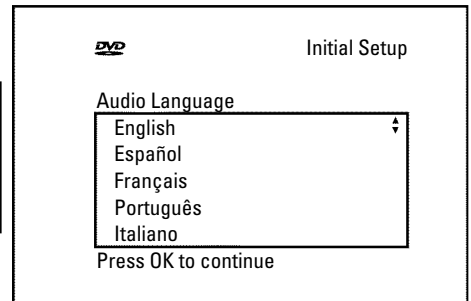 DVD Initial Setup
Audio Language
English
Español
Français
Português
Italiano
Press OK to continue